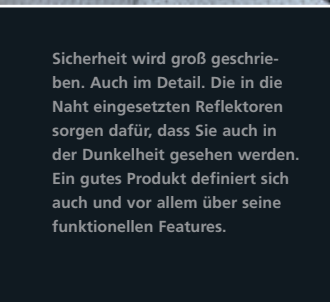 Sicherheit wird groß geschrie-
ben. Auch im Detail. Die in die
Naht eingesetzten Reflektoren
sorgen dafür, dass Sie auch in
der Dunkelheit gesehen werden.
Ein gutes Produkt definiert sich
auch und vor allem über seine
funktionellen Features.